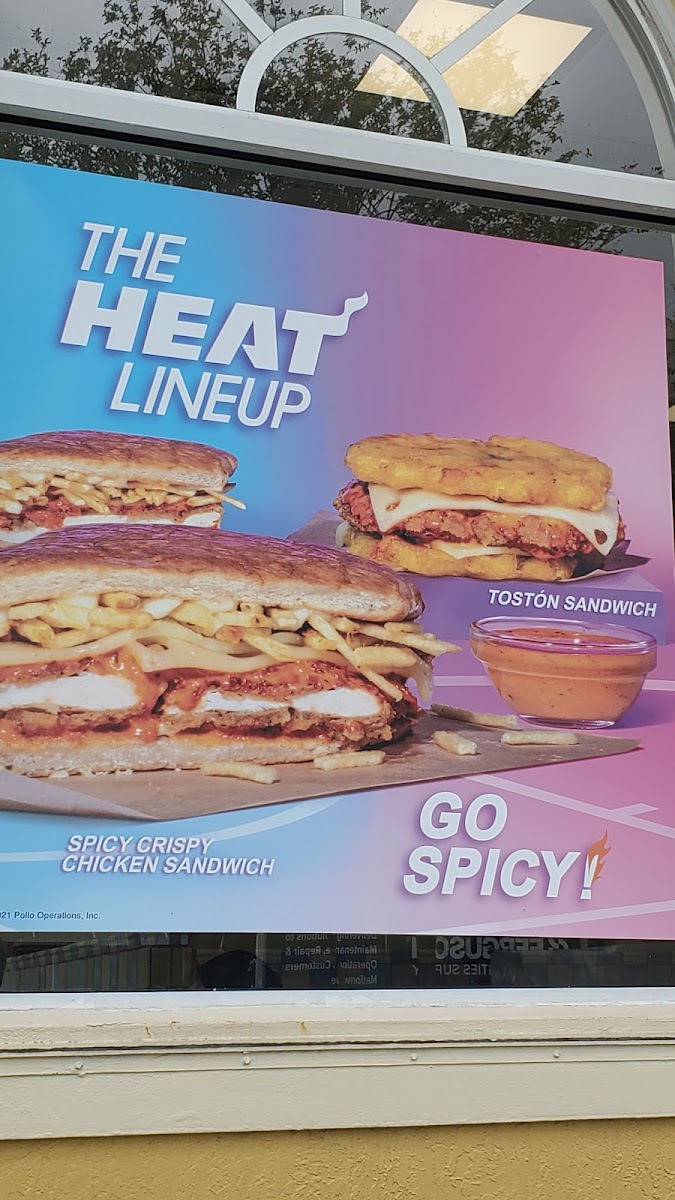 THE
HEAT
LINEUP
TOSTÓN SANDWICH
GO
SPICY!
SPICY CRISPY
CHICKEN SANDWICH
21 Pollo Operations, Inc.